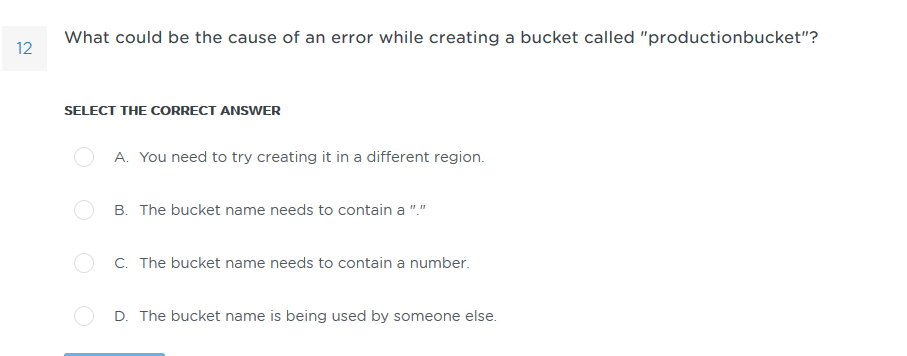 12
What could be the cause of an error while creating a bucket called "productionbucket"?
SELECT THE CORRECT ANSWER
A. You need to try creating it in a different region.
B. The bucket name needs to contain a "."
C. The bucket name needs to contain a number.
D. The bucket name is being used by someone else.